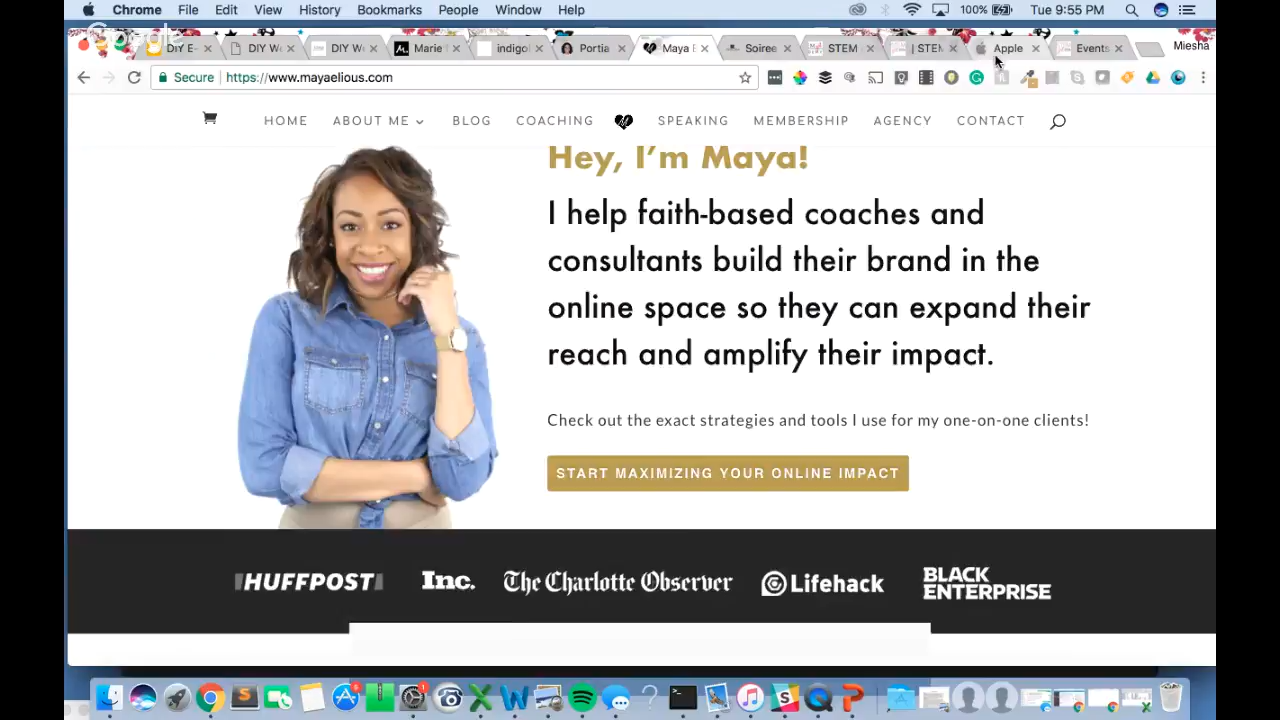 Chrome File Edit View History Bookmarks People Window Help 100% Tue 9:55 PM
Google
DIY E- DIY W DIY W Marie indigo Portia Maya E Soiree STEM | STEM Apple Events Miesha
Secure https://www.mayaelious.com
HOME ABOUT ME BLOG COACHING SPEAKING MEMBERSHIP AGENCY CONTACT
Hey, I'm Maya!
I help faith-based coaches and
consultants build their brand in the
online space so they can expand their
reach and amplify their impact.
Check out the exact strategies and tools I use for my one-on-one clients!
START MAXIMIZING YOUR ONLINE IMPACT
HUFFPOST Inc. The Charlotte Observer Lifehack BLACK ENTERPRISE